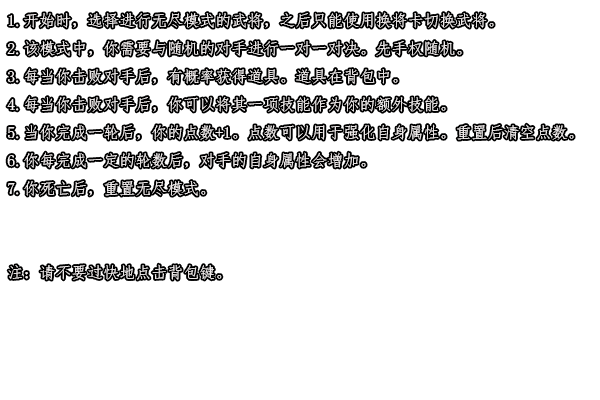 1.开始时，选择进行无尽模式的武将，之后只能使用换将卡切换武将。
2.该模式中，你需要与随机的对手进行一对一对决。先手权随机。
3.每当你击败对手后，有概率获得道具。道具在背包中。
4.每当你击败对手后，你可以将其一项技能作为你的额外技能。
5.当你完成一轮后，你的点数+1。点数可以用于强化自身属性。重置后清空点数。
6.你每完成一定的轮数后，对手的自身属性会增加。
7.你死亡后，重置无尽模式。
注：请不要过快地点击背包键。